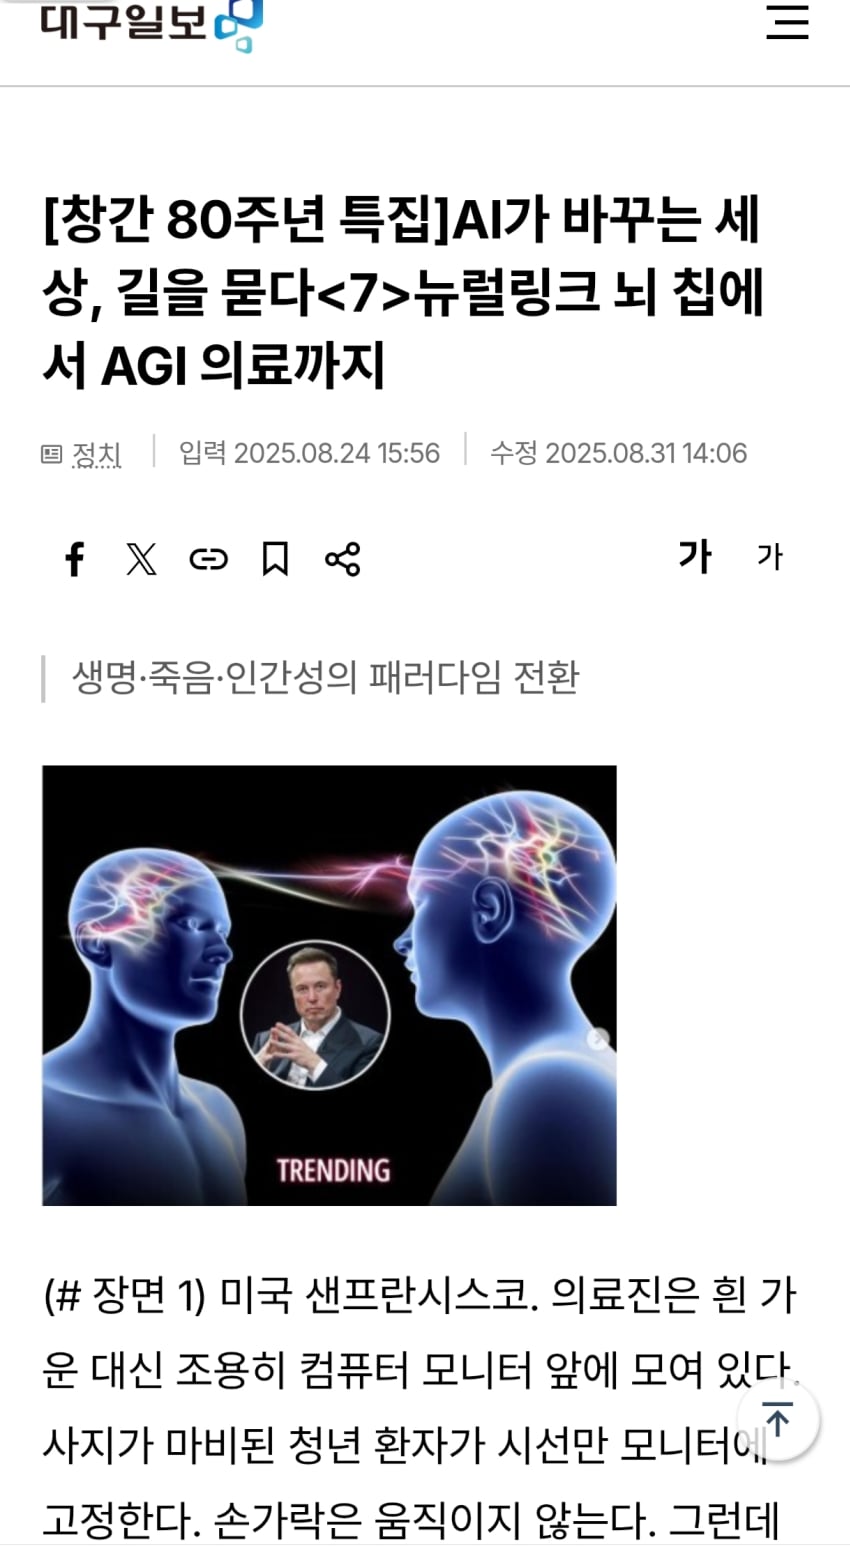 대구일보
[창간 80주년 특집]AI가 바꾸는 세
상, 길을 묻다<7>뉴럴링크 뇌 칩에
서 AGI 의료까지
정치 입력 2025.08.24 15:56 수정 2025.08.31 14:06
가 가
생명·죽음·인간성의 패러다임 전환
TRENDING
(# 장면 1) 미국 샌프란시스코. 의료진은 흰 가
운 대신 조용히 컴퓨터 모니터 앞에 모여 있다.
사지가 마비된 청년 환자가 시선만 모니터에
고정한다. 손가락은 움직이지 않는다. 그런데